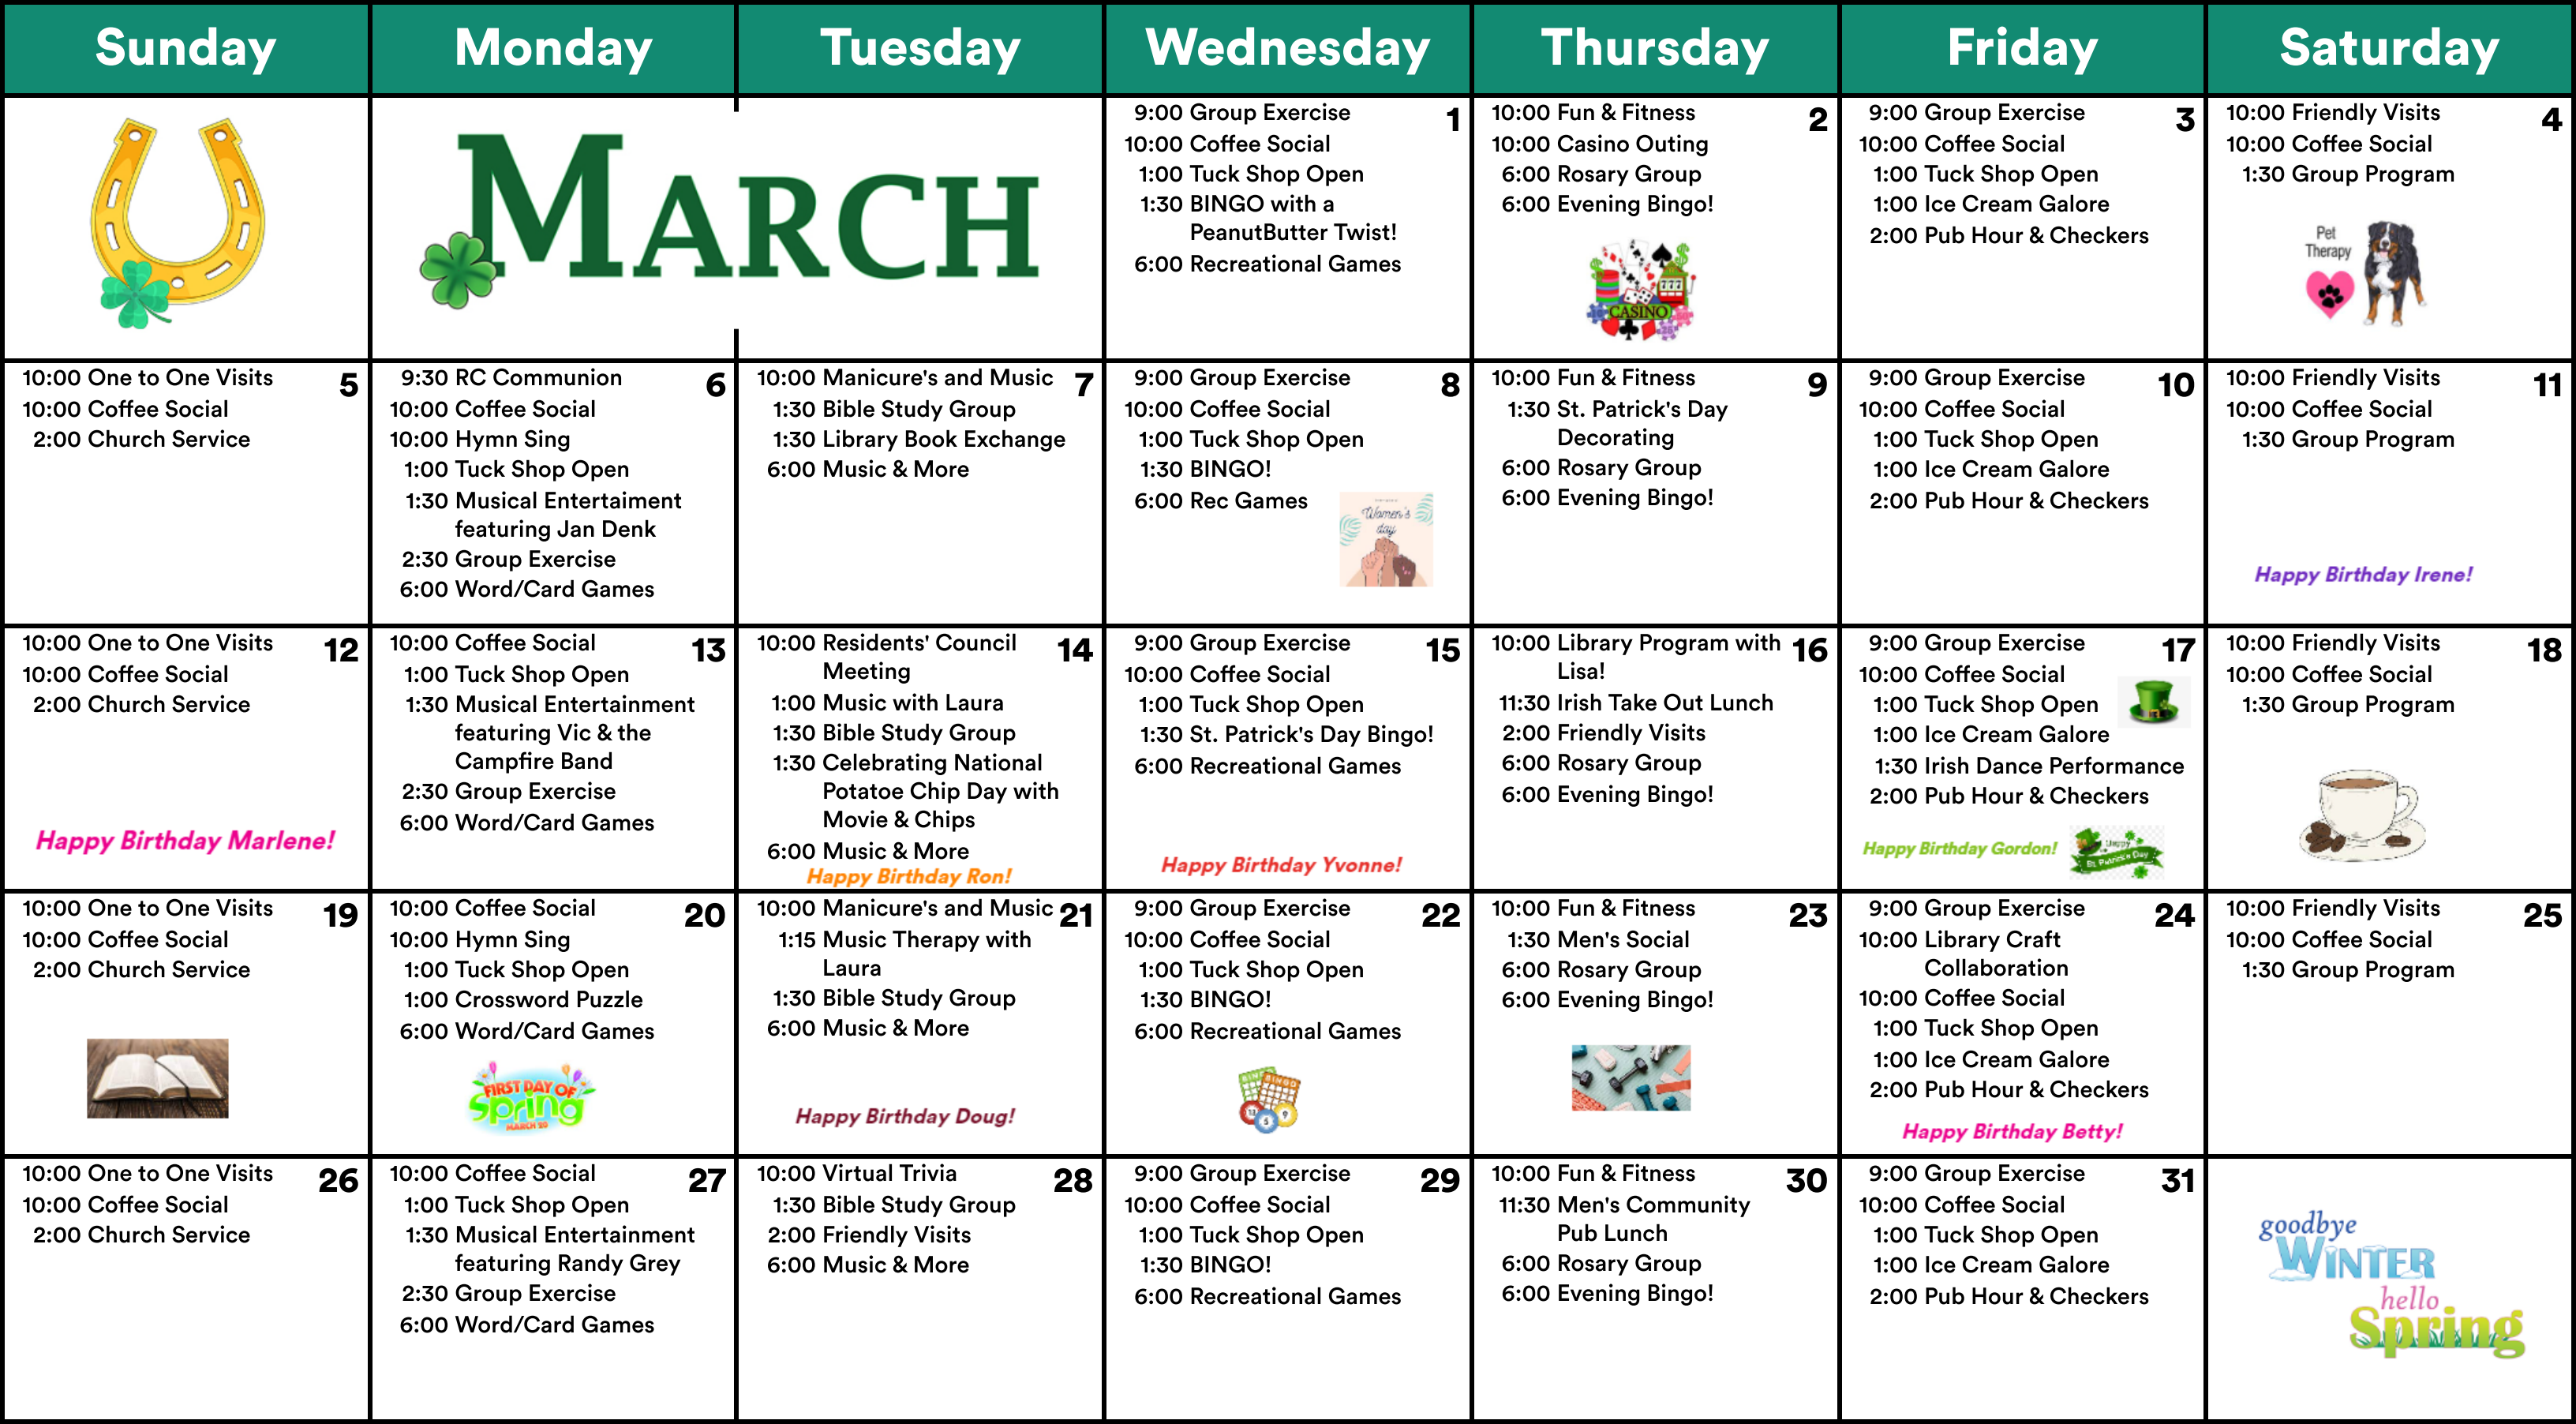 Sunday
Monday
Tuesday
Wednesday
Thursday
Friday
Saturday
MARCH
9:00 Group Exercise
1
10:00 Coffee Social
1:00 Tuck Shop Open
1:30 BINGO with a
PeanutButter Twist!
6:00 Recreational Games
10:00 Fun & Fitness
2
10:00 Casino Outing
6:00 Rosary Group
6:00 Evening Bingo!
777
CASINO
9:00 Group Exercise
3
10:00 Coffee Social
1:00 Tuck Shop Open
1:00 Ice Cream Galore
2:00 Pub Hour & Checkers
10:00 Friendly Visits
4
10:00 Coffee Social
1:30 Group Program
Pet
Therapy
10:00 One to One Visits
5
10:00 Coffee Social
2:00 Church Service
9:30 RC Communion
6
10:00 Coffee Social
10:00 Hymn Sing
1:00 Tuck Shop Open
1:30 Musical Entertaiment
featuring Jan Denk
2:30 Group Exercise
6:00 Word/Card Games
10:00 Manicure's and Music
7
1:30 Bible Study Group
1:30 Library Book Exchange
6:00 Music & More
9:00 Group Exercise
8
10:00 Coffee Social
1:00 Tuck Shop Open
1:30 BINGO!
6:00 Rec Games
Women's
day
10:00 Fun & Fitness
9
1:30 St. Patrick's Day
Decorating
6:00 Rosary Group
6:00 Evening Bingo!
9:00 Group Exercise
10
10:00 Coffee Social
1:00 Tuck Shop Open
1:00 Ice Cream Galore
2:00 Pub Hour & Checkers
10:00 Friendly Visits
11
10:00 Coffee Social
1:30 Group Program
Happy Birthday Irene!
10:00 One to One Visits
12
10:00 Coffee Social
2:00 Church Service
Happy Birthday Marlene!
10:00 Coffee Social
13
1:00 Tuck Shop Open
1:30 Musical Entertainment
featuring Vic & the
Campfire Band
2:30 Group Exercise
6:00 Word/Card Games
10:00 Residents' Council
14
Meeting
1:00 Music with Laura
1:30 Bible Study Group
1:30 Celebrating National
Potatoe Chip Day with
Movie & Chips
6:00 Music & More
Happy Birthday Ron!
9:00 Group Exercise
15
10:00 Coffee Social
1:00 Tuck Shop Open
1:30 St. Patrick's Day Bingo!
6:00 Recreational Games
Happy Birthday Yvonne!
10:00 Library Program with
16
Lisa!
11:30 Irish Take Out Lunch
2:00 Friendly Visits
6:00 Rosary Group
6:00 Evening Bingo!
9:00 Group Exercise
17
10:00 Coffee Social
1:00 Tuck Shop Open
1:00 Ice Cream Galore
1:30 Irish Dance Performance
2:00 Pub Hour & Checkers
Happy Birthday Gordon!
Happy
St. Patrick's Day
10:00 Friendly Visits
18
10:00 Coffee Social
1:30 Group Program
10:00 One to One Visits
19
10:00 Coffee Social
2:00 Church Service
10:00 Coffee Social
20
10:00 Hymn Sing
1:00 Tuck Shop Open
1:00 Crossword Puzzle
6:00 Word/Card Games
FIRST DAY OF
Spring
MARCH 20
10:00 Manicure's and Music
21
1:15 Music Therapy with
Laura
1:30 Bible Study Group
6:00 Music & More
Happy Birthday Doug!
9:00 Group Exercise
22
10:00 Coffee Social
1:00 Tuck Shop Open
1:30 BINGO!
6:00 Recreational Games
BINGO
10:00 Fun & Fitness
23
1:30 Men's Social
6:00 Rosary Group
6:00 Evening Bingo!
9:00 Group Exercise
24
10:00 Library Craft
Collaboration
10:00 Coffee Social
1:00 Tuck Shop Open
1:00 Ice Cream Galore
2:00 Pub Hour & Checkers
Happy Birthday Betty!
10:00 Friendly Visits
25
10:00 Coffee Social
1:30 Group Program
10:00 One to One Visits
26
10:00 Coffee Social
2:00 Church Service
10:00 Coffee Social
27
1:00 Tuck Shop Open
1:30 Musical Entertainment
featuring Randy Grey
2:30 Group Exercise
6:00 Word/Card Games
10:00 Virtual Trivia
28
1:30 Bible Study Group
2:00 Friendly Visits
6:00 Music & More
9:00 Group Exercise
29
10:00 Coffee Social
1:00 Tuck Shop Open
1:30 BINGO!
6:00 Recreational Games
10:00 Fun & Fitness
30
11:30 Men's Community
Pub Lunch
6:00 Rosary Group
6:00 Evening Bingo!
9:00 Group Exercise
31
10:00 Coffee Social
1:00 Tuck Shop Open
1:00 Ice Cream Galore
2:00 Pub Hour & Checkers
goodbye
WINTER
hello
Spring